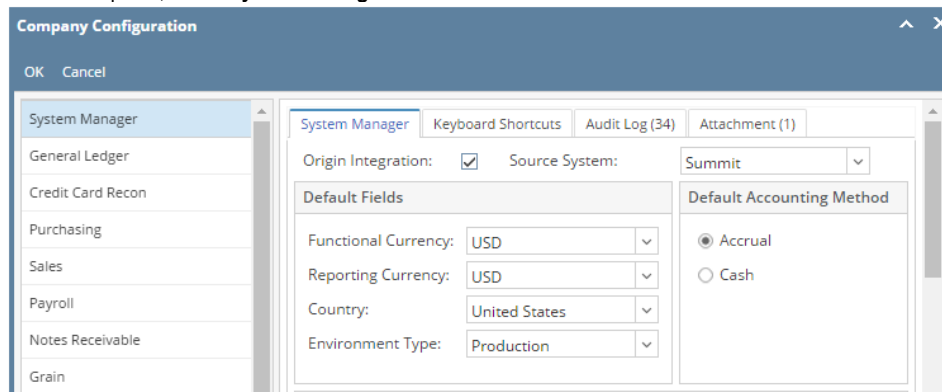 Company Configuration
OK Cancel
System Manager
General Ledger
Credit Card Recon
Purchasing
Sales
Payroll
Notes Receivable
Grain
System Manager Keyboard Shortcuts Audit Log (34) Attachment (1)
Origin Integration: Source System: Summit
Default Fields
Functional Currency: USD
Reporting Currency: USD
Country: United States
Environment Type: Production
Default Accounting Method
Accrual
Cash